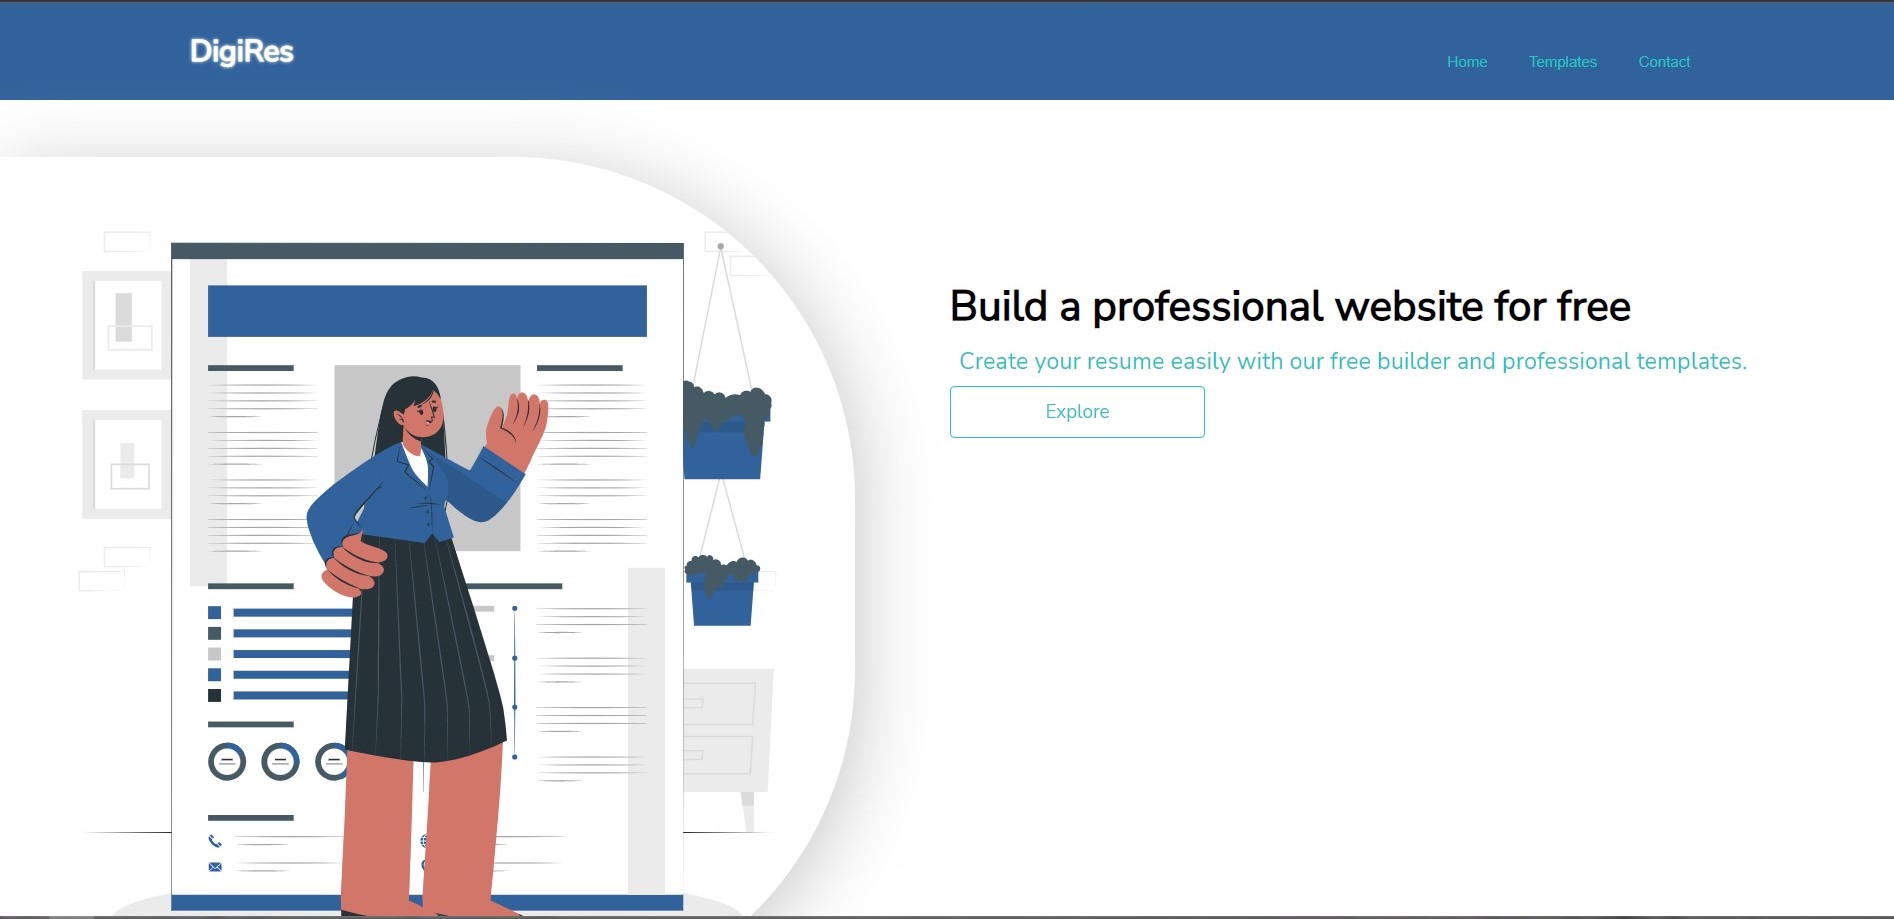 DigiRes
Home Templates Contact
Build a professional website for free
Create your resume easily with our free builder and professional templates.
Explore